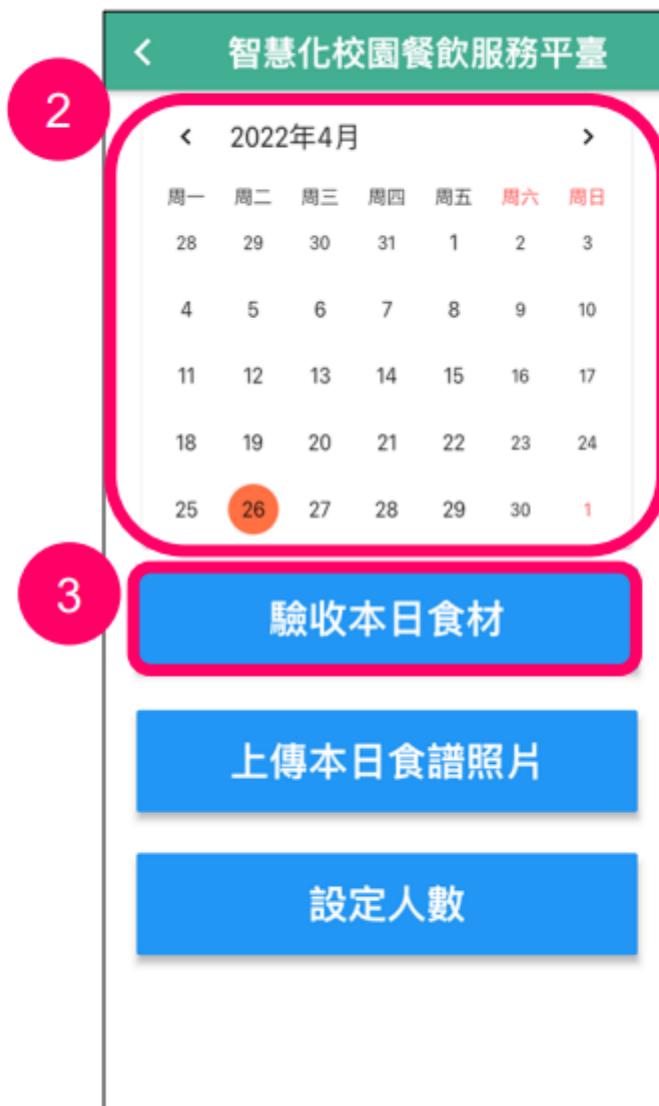 < 智慧化校園餐飲服務平臺
2
< 2022年4月 >
周一 周二 周三 周四 周五 周六 周日
28 29 30 31 1 2 3
4 5 6 7 8 9 10
11 12 13 14 15 16 17
18 19 20 21 22 23 24
25 26 27 28 29 30 1
3
驗收本日食材
上傳本日食譜照片
設定人數